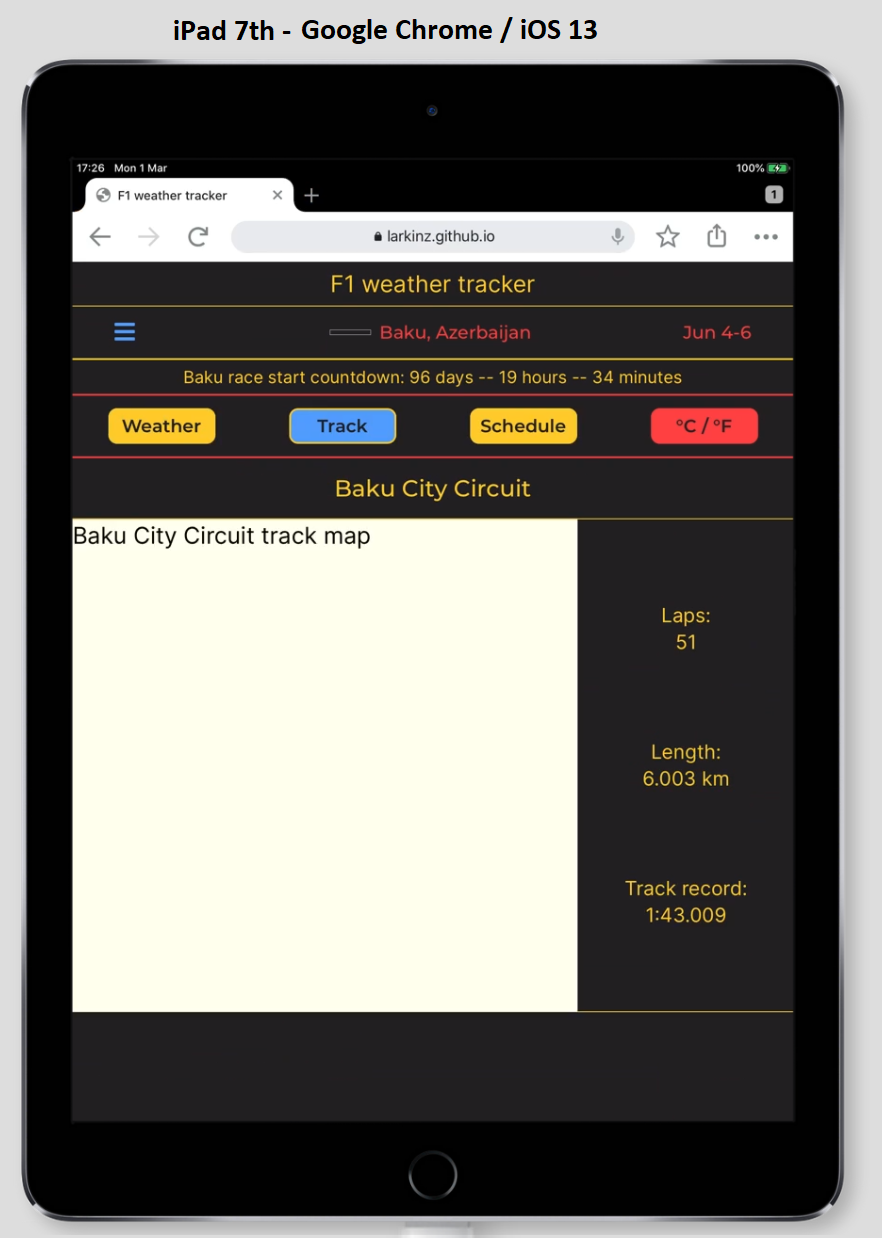 iPad 7th - Google Chrome / iOS 13
17:26 Mon 1 Mar 100%
F1 weather tracker
1
larkinz.github.io
F1 weather tracker
Baku, Azerbaijan Jun 4-6
Baku race start countdown: 96 days -- 19 hours -- 34 minutes
Weather Track Schedule °C / °F
Baku City Circuit
Baku City Circuit track map
Laps:
51
Length:
6.003 km
Track record:
1:43.009